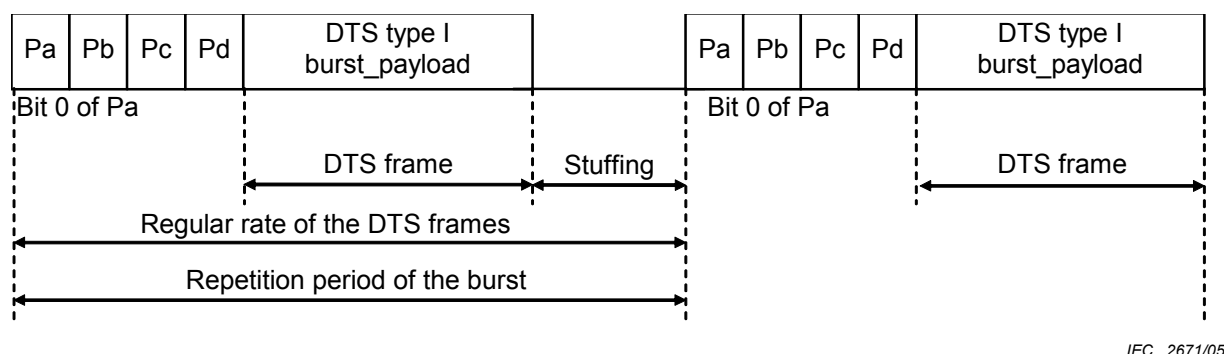 Pa Pb Pc Pd DTS type I burst_payload Pa Pb Pc Pd DTS type I burst_payload
Bit 0 of Pa Bit 0 of Pa
DTS frame Stuffing DTS frame
Regular rate of the DTS frames
Repetition period of the burst
IEC 2671/05